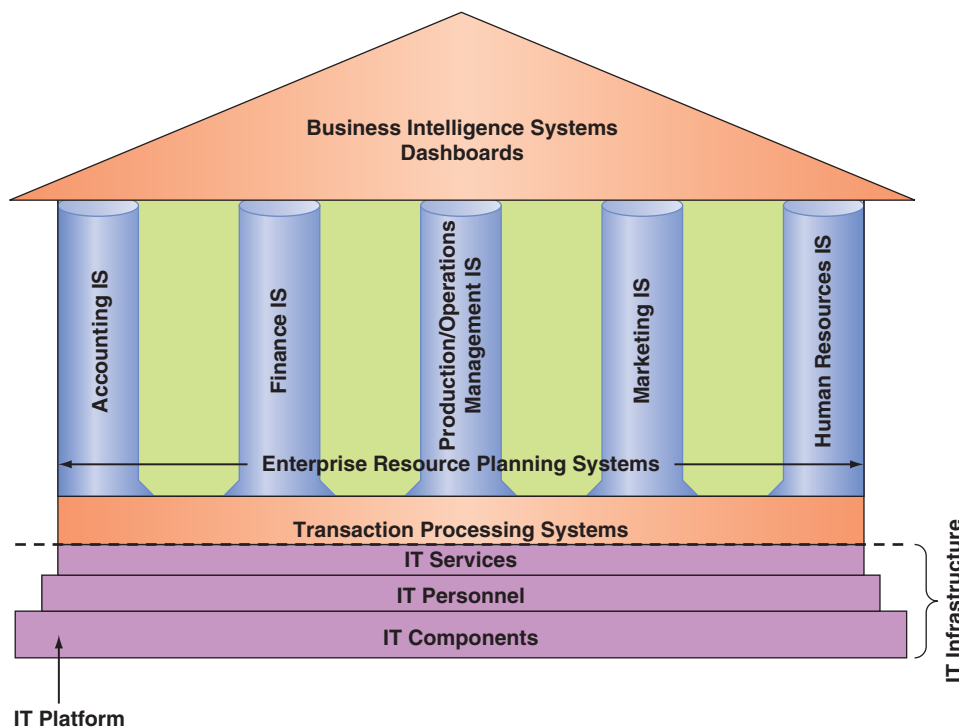 Business Intelligence Systems
Dashboards
Accounting IS
Finance IS
Production/Operations
Management IS
Marketing IS
Human Resources IS
Enterprise Resource Planning Systems
Transaction Processing Systems
IT Services
IT Personnel
IT Components
IT Infrastructure
IT Platform